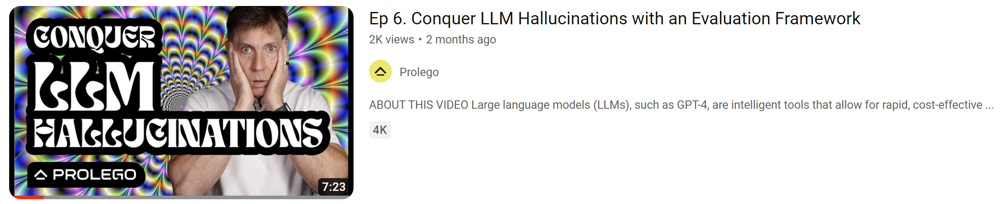 CONQUER
LLM
HALLUCINATIONS
PROLEGO
7:23
Ep 6. Conquer LLM Hallucinations with an Evaluation Framework
2K views • 2 months ago
Prolego
ABOUT THIS VIDEO Large language models (LLMs), such as GPT-4, are intelligent tools that allow for rapid, cost-effective ...
4K